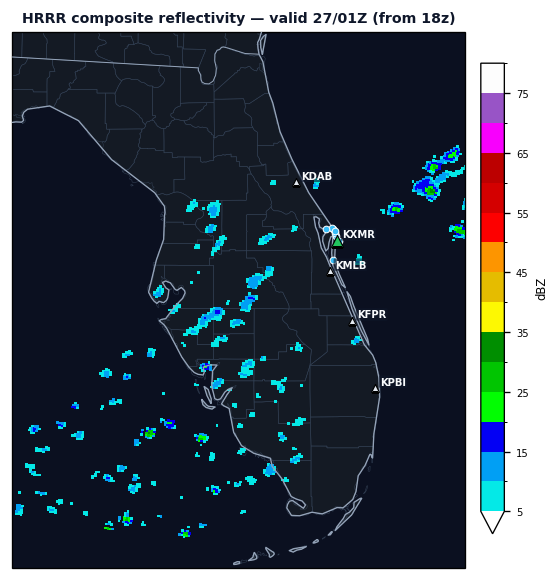 HRRR composite reflectivity — valid 27/01Z (from 18z)
KDAB
KXMR
KMLB
KFPR
KPBI
75
65
55
45
35
25
15
5
dBZ